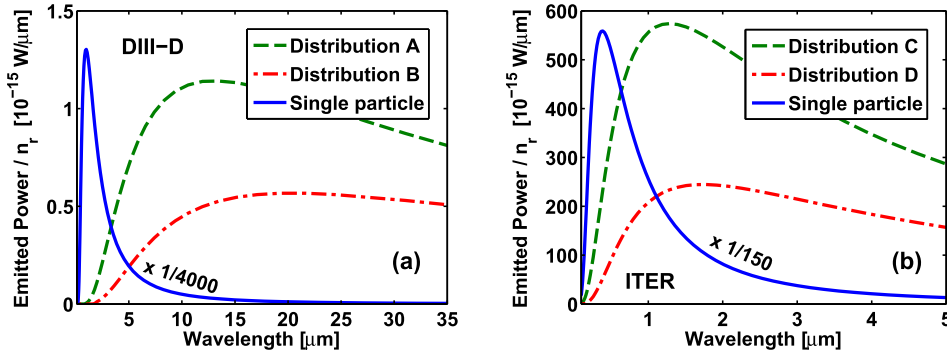 DIII−D
Distribution A
Distribution B
Single particle
x 1/4000
(a)
Emitted Power / n_r [10^−15 W/μm]
1.5
1
0.5
0
5 10 15 20 25 30 35
Wavelength [μm]
Distribution C
Distribution D
Single particle
x 1/150
(b)
ITER
Emitted Power / n_r [10^−15 W/μm]
600
500
400
300
200
100
0
1 2 3 4 5
Wavelength [μm]